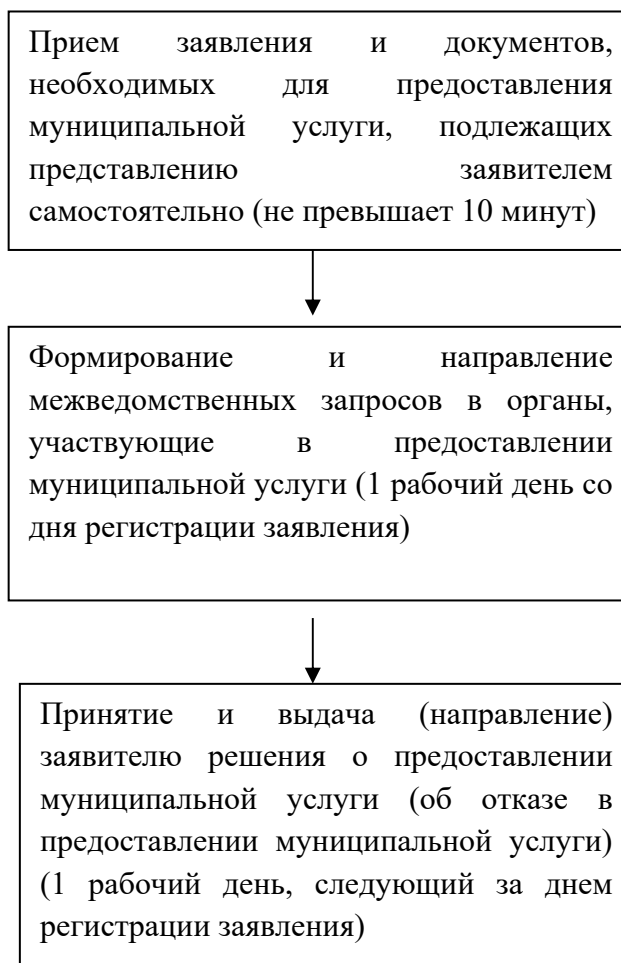 Прием заявления и документов,
необходимых для предоставления
муниципальной услуги, подлежащих
представлению заявителем
самостоятельно (не превышает 10 минут)
Формирование и направление
межведомственных запросов в органы,
участвующие в предоставлении
муниципальной услуги (1 рабочий день со
дня регистрации заявления)
Принятие и выдача (направление)
заявителю решения о предоставлении
муниципальной услуги (об отказе в
предоставлении муниципальной услуги)
(1 рабочий день, следующий за днем
регистрации заявления)